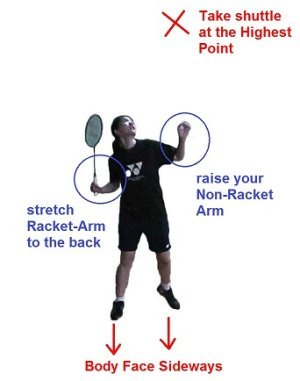 Take shuttle
at the Highest
Point
raise your
Non-Racket
Arm
stretch
Racket-Arm
to the back
Body Face Sideways